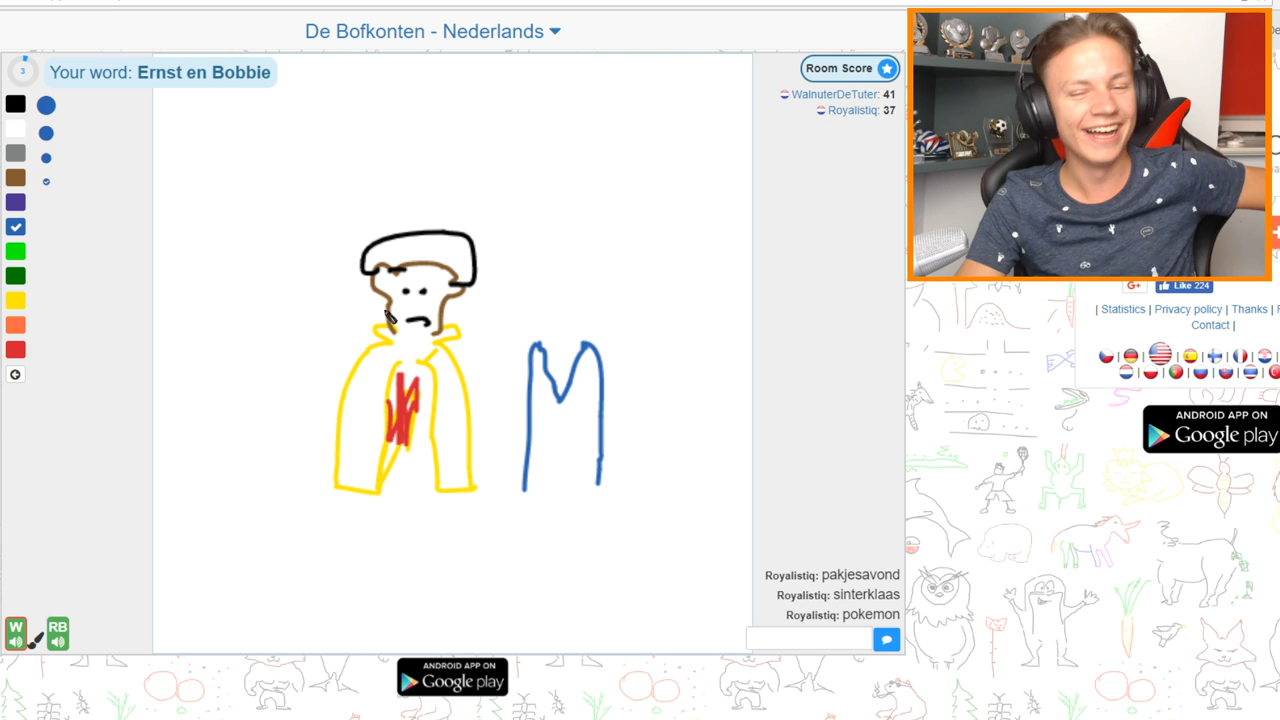 De Bofkonten - Nederlands
3
Your word: Ernst en Bobbie
Room Score
WalnuterDeTuter: 41
Royalistiq: 37
G+
Like 224
| Statistics | Privacy policy | Thanks | F
Contact |
ANDROID APP ON
Google play
Royalistiq: pakjesavond
Royalistiq: sinterklaas
Royalistiq: pokemon
W
RB
ANDROID APP ON
Google play